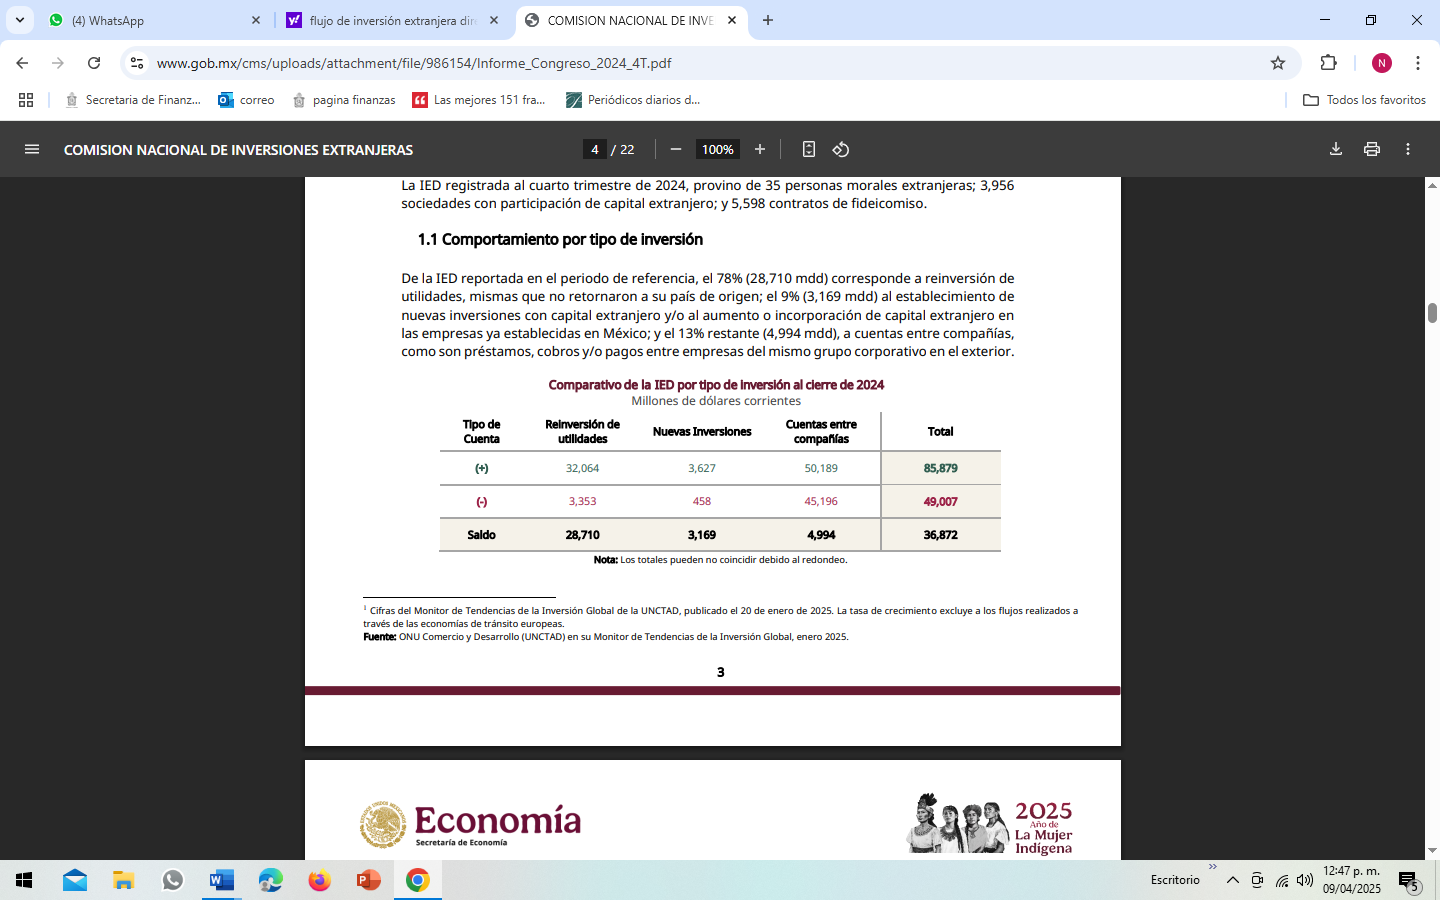 (4) WhatsApp
flujo de inversión extranjera dire
COMISION NACIONAL DE INVE
www.gob.mx/cms/uploads/attachment/file/986154/Informe_Congreso_2024_4T.pdf
N
Secretaria de Finanz...
correo
pagina finanzas
Las mejores 151 fra...
Periódicos diarios d...
Todos los favoritos
COMISION NACIONAL DE INVERSIONES EXTRANJERAS
4 / 22
100%
La IED registrada al cuarto trimestre de 2024, provino de 35 personas morales extranjeras; 3,956
sociedades con participación de capital extranjero; y 5,598 contratos de fideicomiso.
1.1 Comportamiento por tipo de inversión
De la IED reportada en el periodo de referencia, el 78% (28,710 mdd) corresponde a reinversión de
utilidades, mismas que no retornaron a su país de origen; el 9% (3,169 mdd) al establecimiento de
nuevas inversiones con capital extranjero y/o al aumento o incorporación de capital extranjero en
las empresas ya establecidas en México; y el 13% restante (4,994 mdd), a cuentas entre compañías,
como son préstamos, cobros y/o pagos entre empresas del mismo grupo corporativo en el exterior.
Comparativo de la IED por tipo de inversión al cierre de 2024
Millones de dólares corrientes
Tipo de Cuenta Reinversión de utilidades Nuevas Inversiones Cuentas entre compañías Total
(+) 32,064 3,627 50,189 85,879
(-) 3,353 458 45,196 49,007
Saldo 28,710 3,169 4,994 36,872
Nota: Los totales pueden no coincidir debido al redondeo.
1 Cifras del Monitor de Tendencias de la Inversión Global de la UNCTAD, publicado el 20 de enero de 2025. La tasa de crecimiento excluye a los flujos realizados a
través de las economías de tránsito europeas.
Fuente: ONU Comercio y Desarrollo (UNCTAD) en su Monitor de Tendencias de la Inversión Global, enero 2025.
3
Economía
Secretaría de Economía
2025
Año de
La Mujer
Indígena
Escritorio
12:47 p. m.
09/04/2025
5